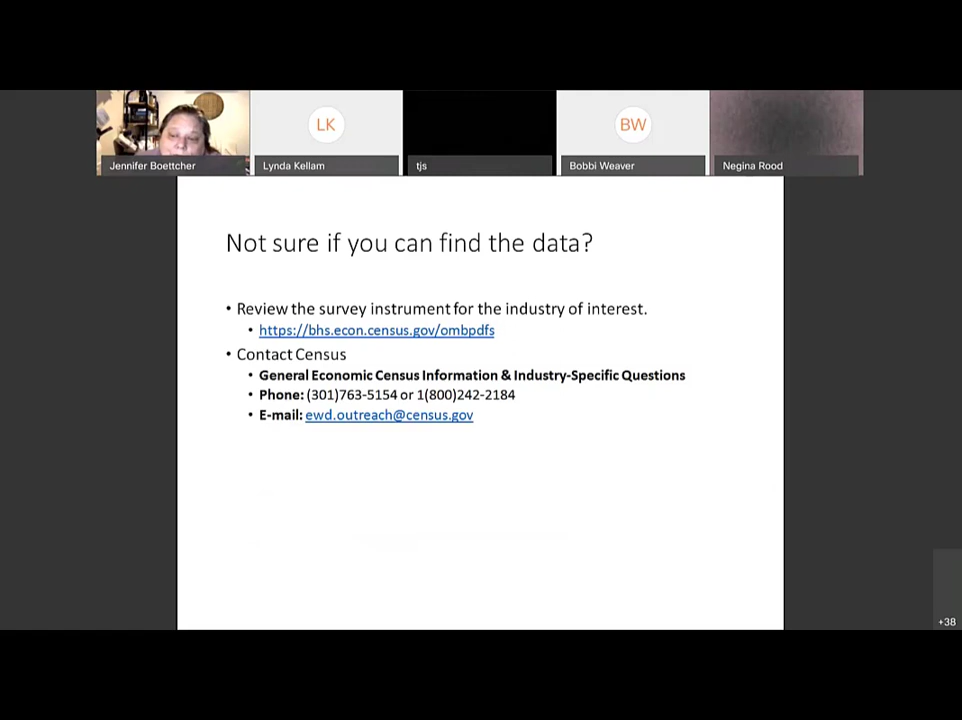 LK
BW
Jennifer Boettcher
Lynda Kellam
tjs
Bobbi Weaver
Negina Rood
Not sure if you can find the data?
• Review the survey instrument for the industry of interest.
• https://bhs.econ.census.gov/ombpdfs
• Contact Census
• General Economic Census Information & Industry-Specific Questions
• Phone: (301)763-5154 or 1(800)242-2184
• E-mail: ewd.outreach@census.gov
+38